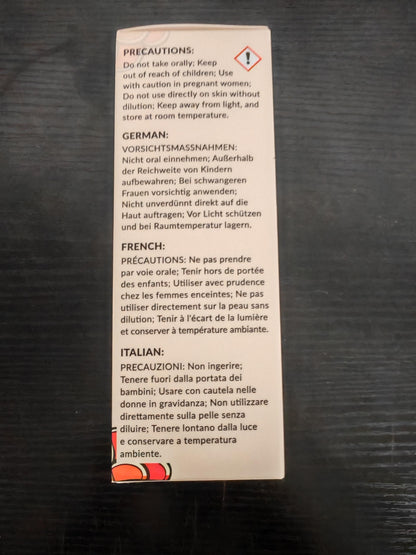 PRECAUTIONS:
Do not take orally; Keep
out of reach of children; Use
with caution in pregnant women;
Do not use directly on skin without
dilution; Keep away from light, and
store at room temperature.
GERMAN:
VORSICHTSMASSNAHMEN:
Nicht oral einnehmen; Außerhalb
der Reichweite von Kindern
aufbewahren; Bei schwangeren
Frauen vorsichtig anwenden;
Nicht unverdünnt direkt auf die
Haut auftragen; Vor Licht schützen
und bei Raumtemperatur lagern.
FRENCH:
PRÉCAUTIONS: Ne pas prendre
par voie orale; Tenir hors de portée
des enfants; Utiliser avec prudence
chez les femmes enceintes; Ne pas
utiliser directement sur la peau sans
dilution; Tenir à l'écart de la lumière
et conserver à température ambiante.
ITALIAN:
PRECAUZIONI: Non ingerire;
Tenere fuori dalla portata dei
bambini; Usare con cautela nelle
donne in gravidanza; Non utilizzare
direttamente sulla pelle senza
diluire; Tenere lontano dalla luce
e conservare a temperatura
ambiente.